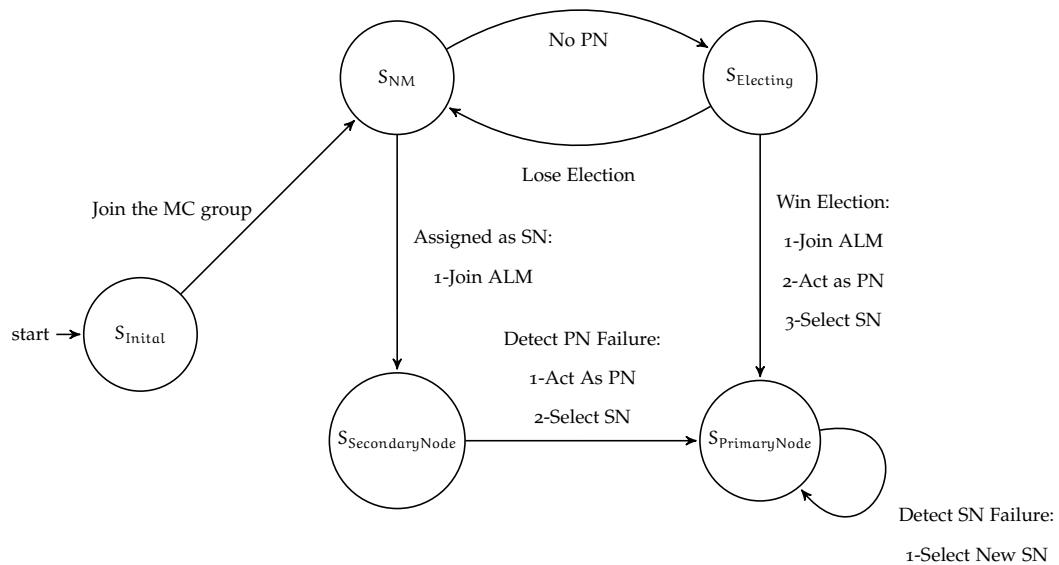 No PN
S_NM
S_Electing
Lose Election
Join the MC group
Win Election:
1-Join ALM
2-Act as PN
3-Select SN
Assigned as SN:
1-Join ALM
start
S_Inital
Detect PN Failure:
1-Act As PN
2-Select SN
S_SecondaryNode
S_PrimaryNode
Detect SN Failure:
1-Select New SN